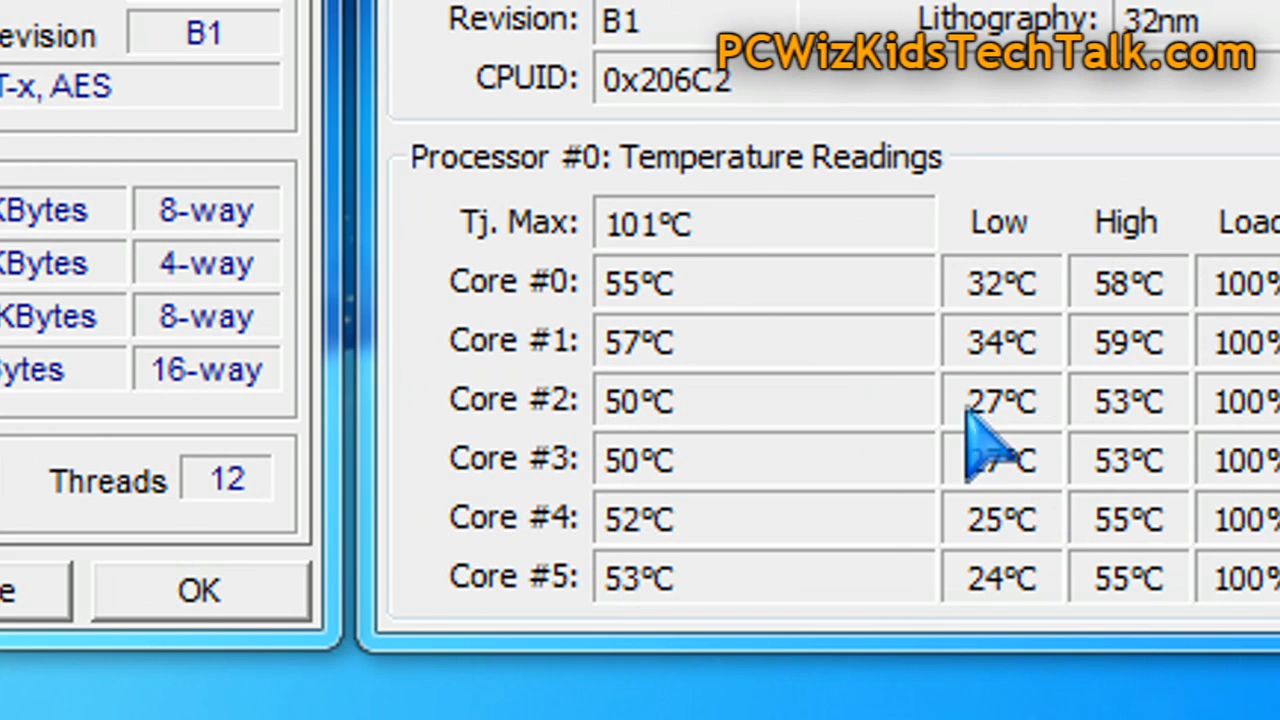 evision B1
T-x, AES
KBytes 8-way
KBytes 4-way
KBytes 8-way
Bytes 16-way
Threads 12
e OK
Revision: B1 Lithography: 32nm
PCWizKidsTechTalk.com
CPUID: 0x206C2
Processor #0: Temperature Readings
Tj. Max: 101°C Low High Load
Core #0: 55°C 32°C 58°C 100%
Core #1: 57°C 34°C 59°C 100%
Core #2: 50°C 27°C 53°C 100%
Core #3: 50°C 27°C 53°C 100%
Core #4: 52°C 25°C 55°C 100%
Core #5: 53°C 24°C 55°C 100%